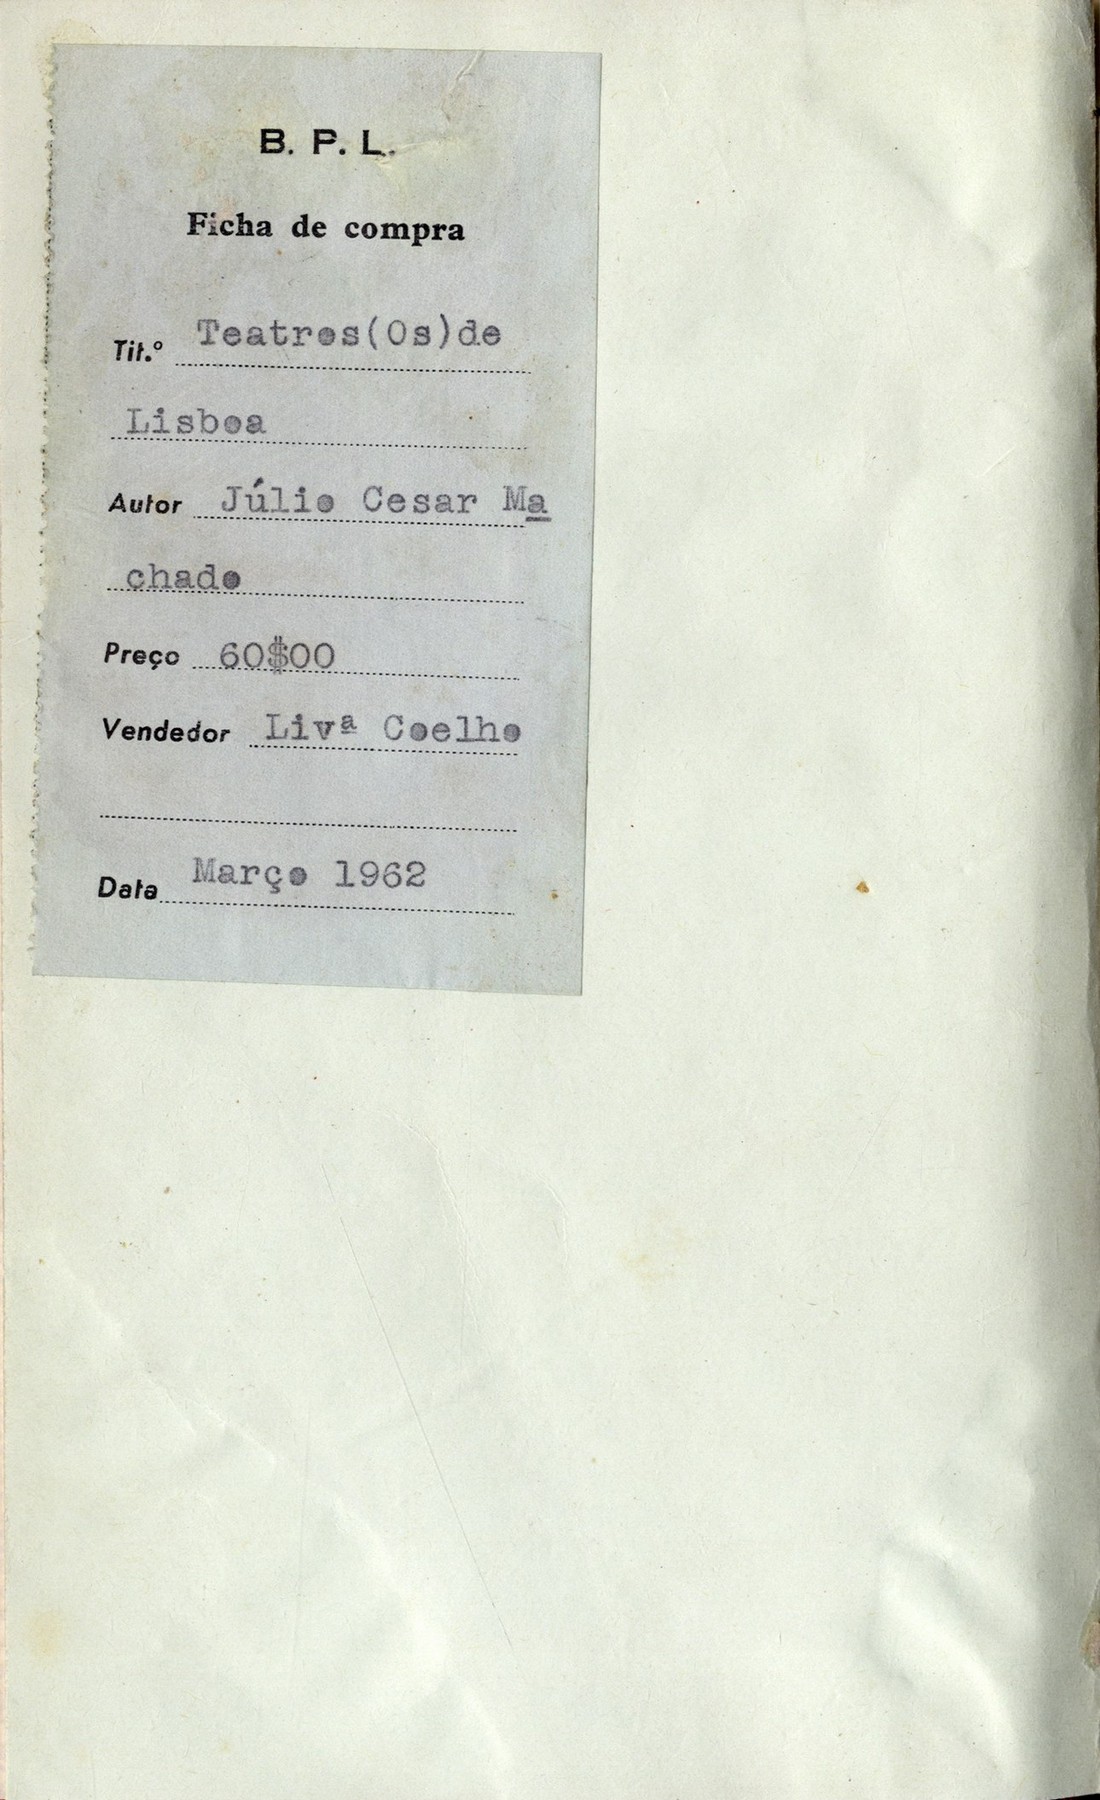 B. P. L.
Ficha de compra
Tit.º Teatros(Os)de
Lisboa
Autor Júlio Cesar Ma
chado
Preço 60$00
Vendedor Livª Coelho
Data Março 1962